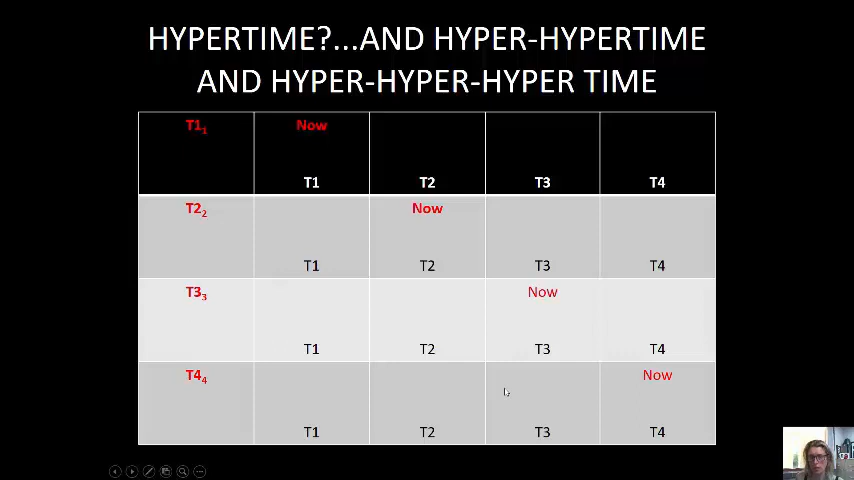 HYPERTIME?...AND HYPER-HYPERTIME
AND HYPER-HYPER-HYPER TIME
T1₁ Now
T1 T2 T3 T4
T2₂ Now
T1 T2 T3 T4
T3₃ Now
T1 T2 T3 T4
T4₄ Now
T1 T2 T3 T4